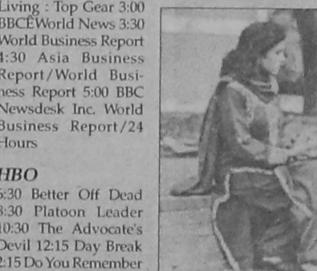 Living : Top Gear 3:00
BBCÉWorld News 3:30
World Business Report
4:30 Asia Business
Report/World Busi-
ness Report 5:00 BBC
Newsdesk Inc. World
Business Report/24
Hours
HBO
6:30 Better Off Dead
8:30 Platoon Leader
10:30 The Advocate's
Devil 12:15 Day Break
2:15 Do You Remember